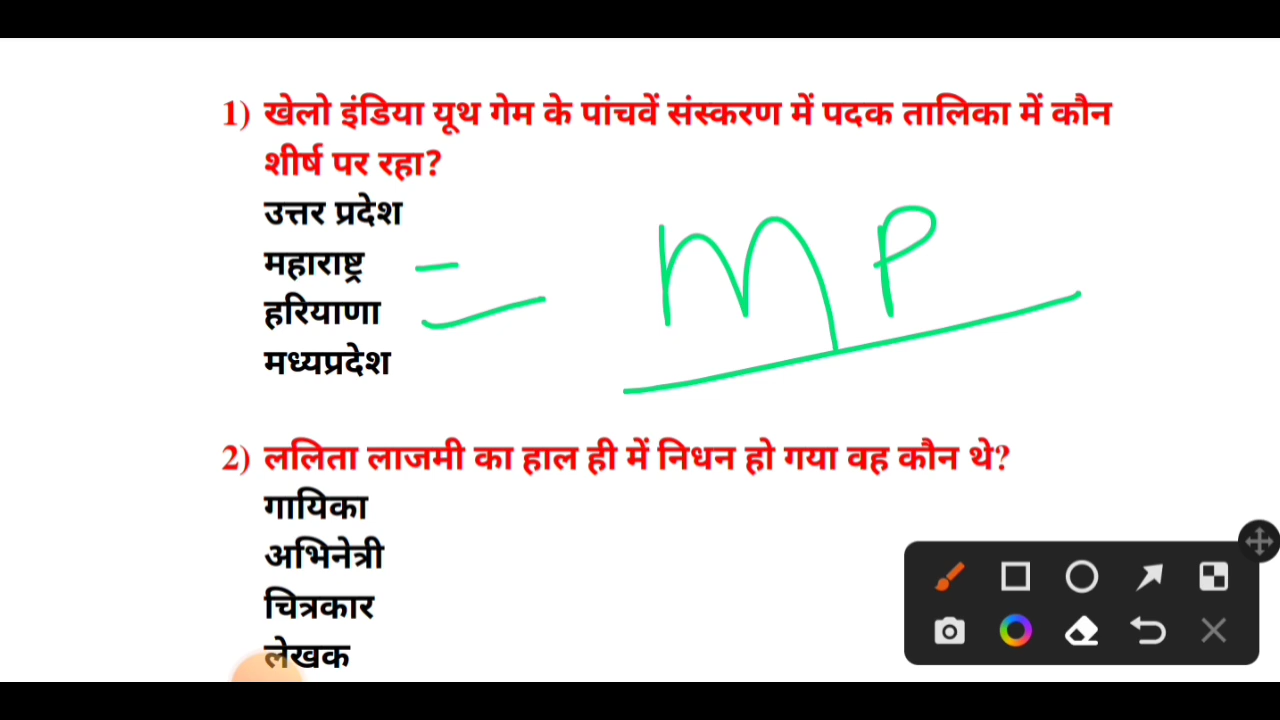 1) खेलो इंडिया यूथ गेम के पांचवें संस्करण में पदक तालिका में कौन
शीर्ष पर रहा?
उत्तर प्रदेश
महाराष्ट्र
हरियाणा
मध्यप्रदेश
MP
2) ललिता लाजमी का हाल ही में निधन हो गया वह कौन थे?
गायिका
अभिनेत्री
चित्रकार
लेखक